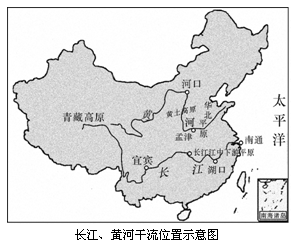 河口
黄
黄土高原
华北平原
河
太平洋
青藏高原
孟津
南通
宜宾
长江江中下游平原
长
江
湖口
南海诸岛
长江、黄河干流位置示意图